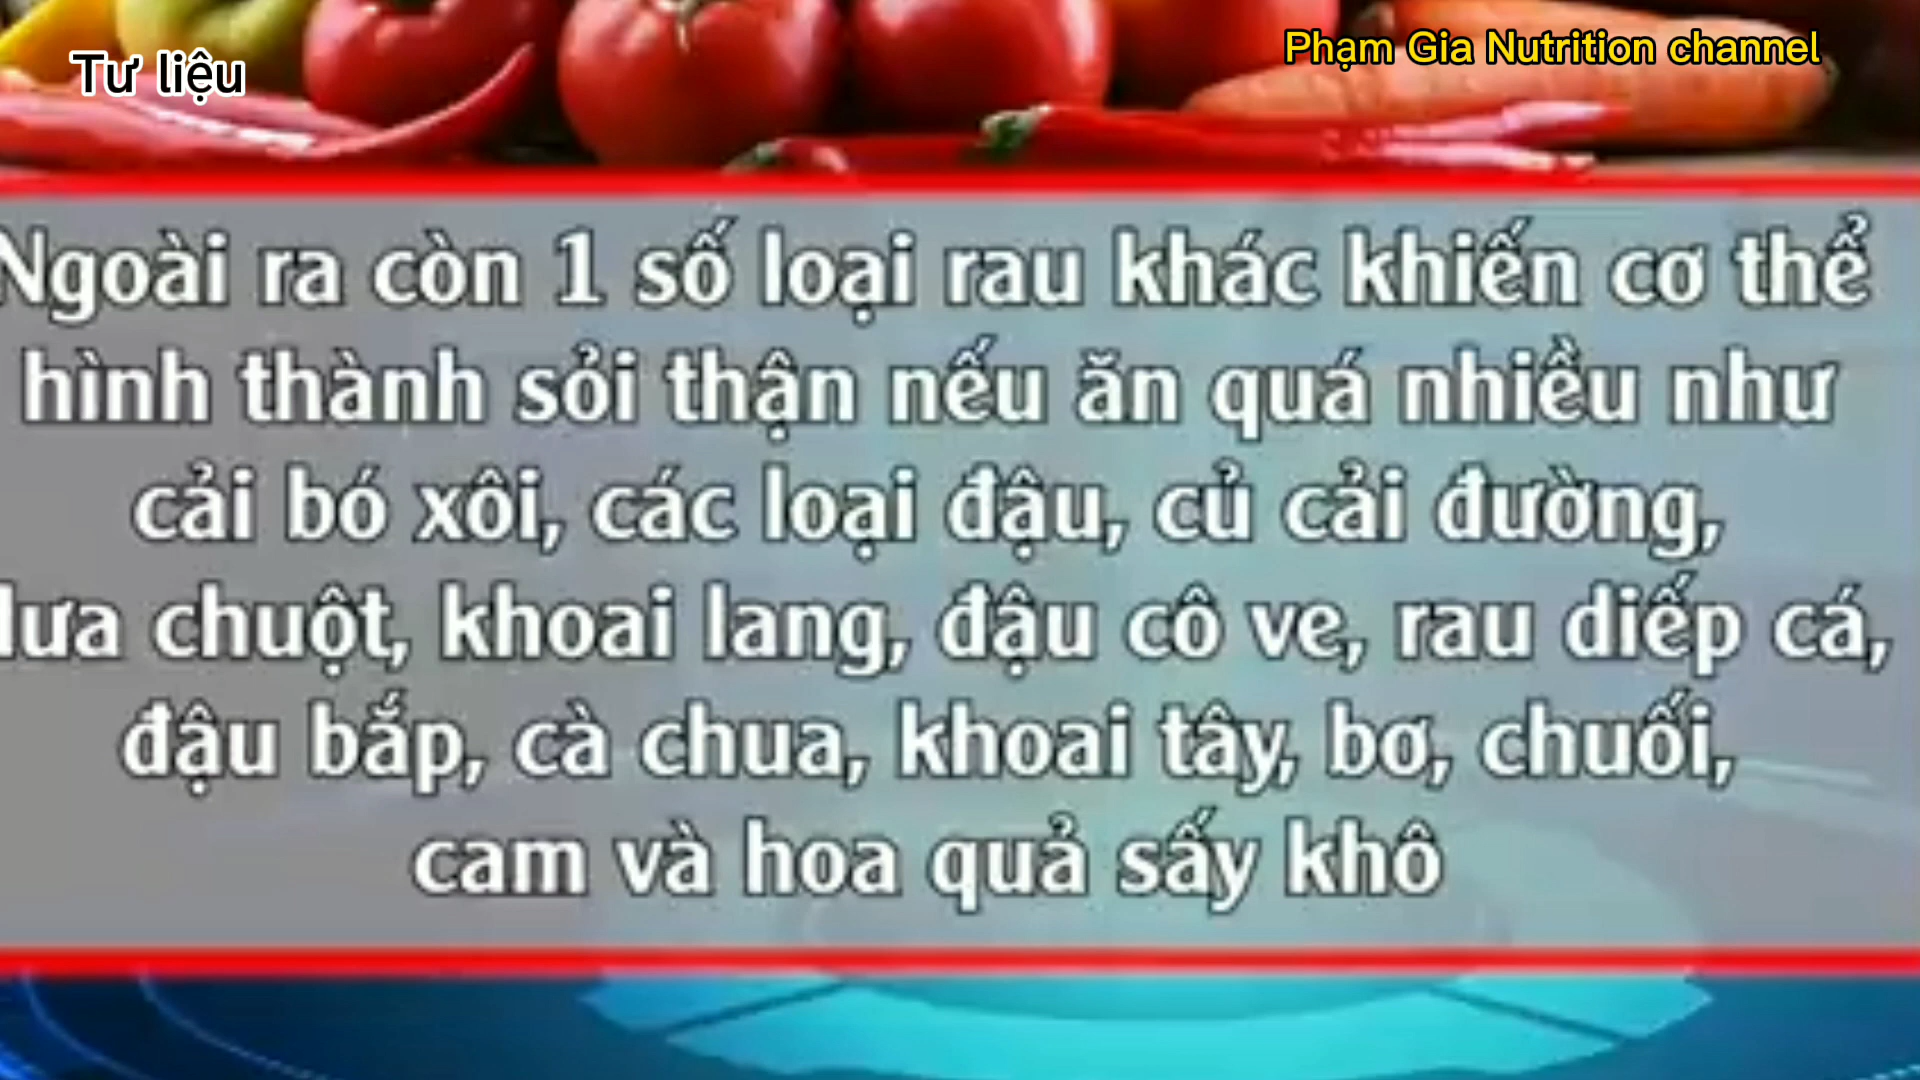 Tư liệu
Phạm Gia Nutrition channel
Ngoài ra còn 1 số loại rau khác khiến cơ thể
hình thành sỏi thận nếu ăn quá nhiều như
cải bó xôi, các loại đậu, củ cải đường,
dưa chuột, khoai lang, đậu cô ve, rau diếp cá,
đậu bắp, cà chua, khoai tây, bơ, chuối,
cam và hoa quả sấy khô